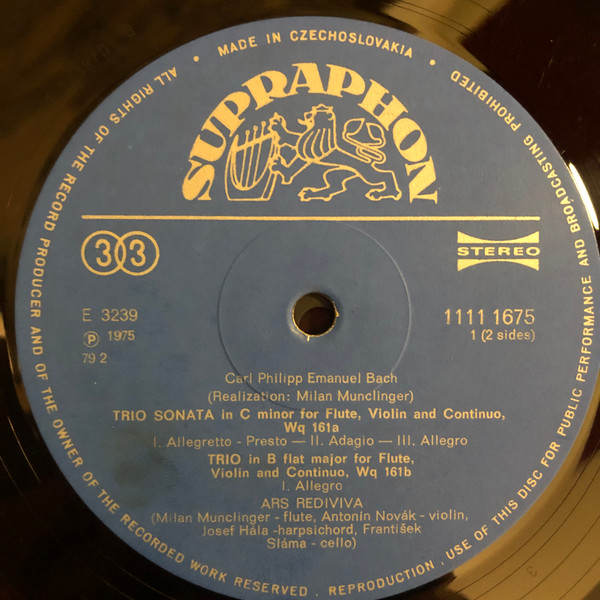 ALL RIGHTS OF THE RECORD PRODUCER AND OF THE OWNER OF THE RECORDED WORK RESERVED . REPRODUCTION . USE OF THIS DISC FOR PUBLIC PERFORMANCE AND BROADCASTING PROHIBITED
• MADE IN CZECHOSLOVAKIA •
SUPRAPHON
33
STEREO
E 3239
1111 1675
℗ 1975
1 (2 sides)
79 2
Carl Philipp Emanuel Bach
(Realization: Milan Munclinger)
TRIO SONATA in C minor for Flute, Violin and Continuo,
Wq 161a
I. Allegretto - Presto — II. Adagio — III. Allegro
TRIO in B flat major for Flute,
Violin and Continuo, Wq 161b
I. Allegro
ARS REDIVIVA
(Milan Munclinger - flute, Antonín Novák - violin,
Josef Hála -harpsichord, František
Sláma - cello)